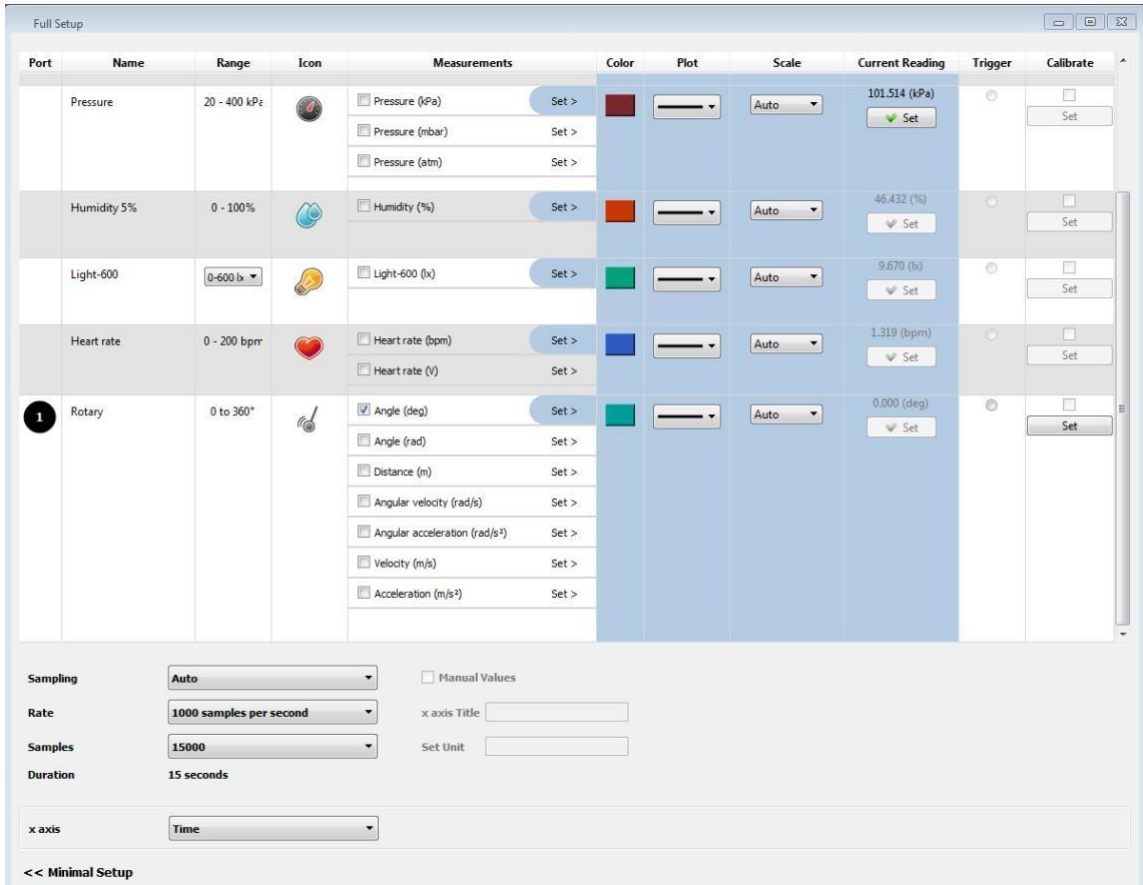 Full Setup
Port Name Range Icon Measurements Color Plot Scale Current Reading Trigger Calibrate
Pressure 20 - 400 kPa Pressure (kPa) Set > Auto 101.514 (kPa)
Set Set
Pressure (mbar) Set >
Pressure (atm) Set >
Humidity 5% 0 - 100% Humidity (%) Set > Auto 46.432 (%)
Set Set
Light-600 0-600 lx Light-600 (lx) Set > Auto 9.670 (lx)
Set Set
Heart rate 0 - 200 bpm Heart rate (bpm) Set > Auto 1.319 (bpm)
Set Set
Heart rate (V) Set >
1 Rotary 0 to 360° Angle (deg) Set > Auto 0.000 (deg)
Set Set
Angle (rad) Set >
Distance (m) Set >
Angular velocity (rad/s) Set >
Angular acceleration (rad/s²) Set >
Velocity (m/s) Set >
Acceleration (m/s²) Set >
Sampling Auto Manual Values
Rate 1000 samples per second x axis Title
Samples 15000 Set Unit
Duration 15 seconds
x axis Time
<< Minimal Setup